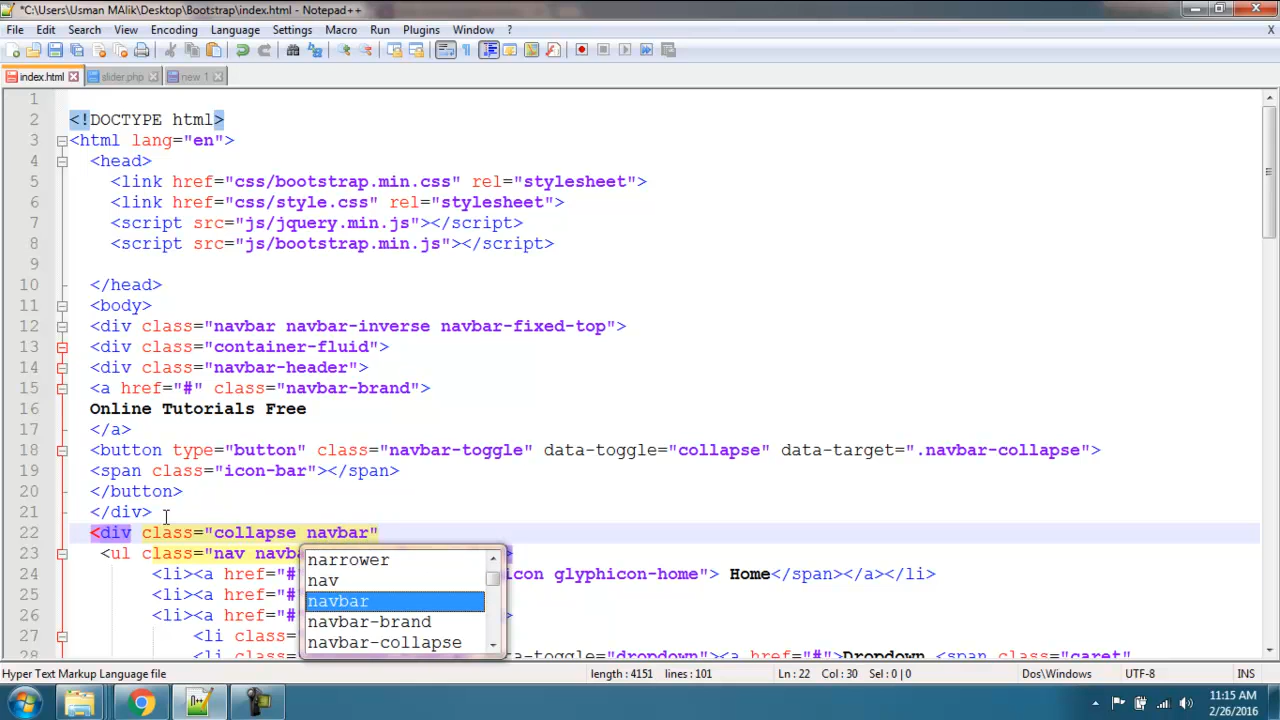 *C:\Users\Usman MAlik\Desktop\Bootstrap\index.html - Notepad++
File Edit Search View Encoding Language Settings Macro Run Plugins Window ? X
index.html slider.php new 1
1
2 <!DOCTYPE html>
3 <html lang="en">
4 <head>
5 <link href="css/bootstrap.min.css" rel="stylesheet">
6 <link href="css/style.css" rel="stylesheet">
7 <script src="js/jquery.min.js"></script>
8 <script src="js/bootstrap.min.js"></script>
9
10 </head>
11 <body>
12 <div class="navbar navbar-inverse navbar-fixed-top">
13 <div class="container-fluid">
14 <div class="navbar-header">
15 <a href="#" class="navbar-brand">
16 Online Tutorials Free
17 </a>
18 <button type="button" class="navbar-toggle" data-toggle="collapse" data-target=".navbar-collapse">
19 <span class="icon-bar"></span>
20 </button>
21 </div>
22 <div class="collapse navbar"
23 <ul class="nav navba >
narrower
nav
navbar
navbar-brand
navbar-collapse
24 <li><a href="# icon glyphicon-home"> Home</span></a></li>
25 <li><a href="#
26 <li><a href="# >
27 <li class=
28 <li class= a-toggle="dropdown"><a href="#">Dropdown <span class="caret"
Hyper Text Markup Language file length : 4151 lines : 101 Ln : 22 Col : 30 Sel : 0 | 0 Dos\Windows UTF-8 INS
11:15 AM
2/26/2016